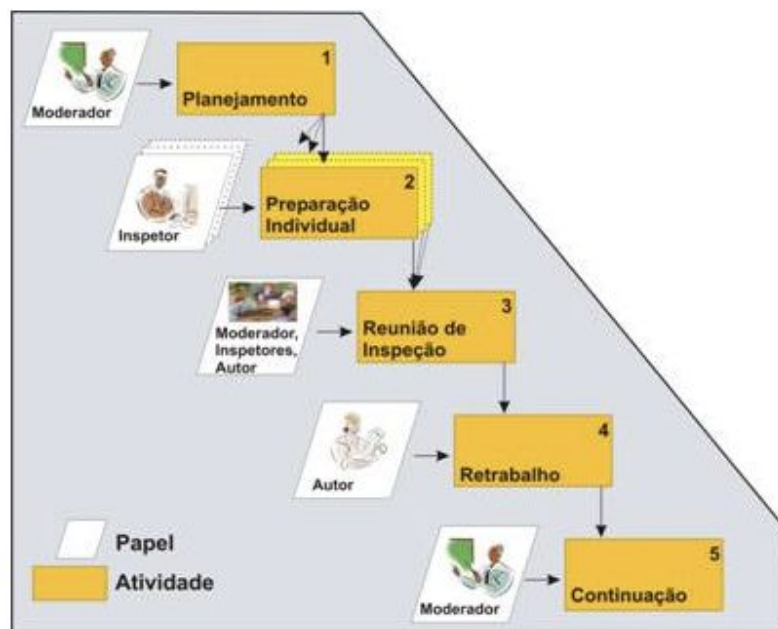 1
Planejamento
Moderador
2
Preparação
Individual
Inspetor
3
Reunião de
Inspeção
Moderador,
Inspetores,
Autor
4
Retrabalho
Autor
5
Continuação
Moderador
Papel
Atividade